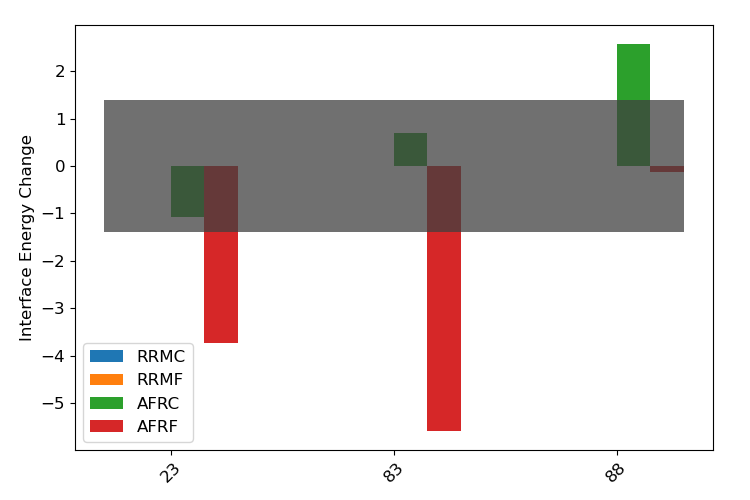 Interface Energy Change
2
1
0
−1
−2
−3
−4
−5
RRMC
RRMF
AFRC
AFRF
23
83
88